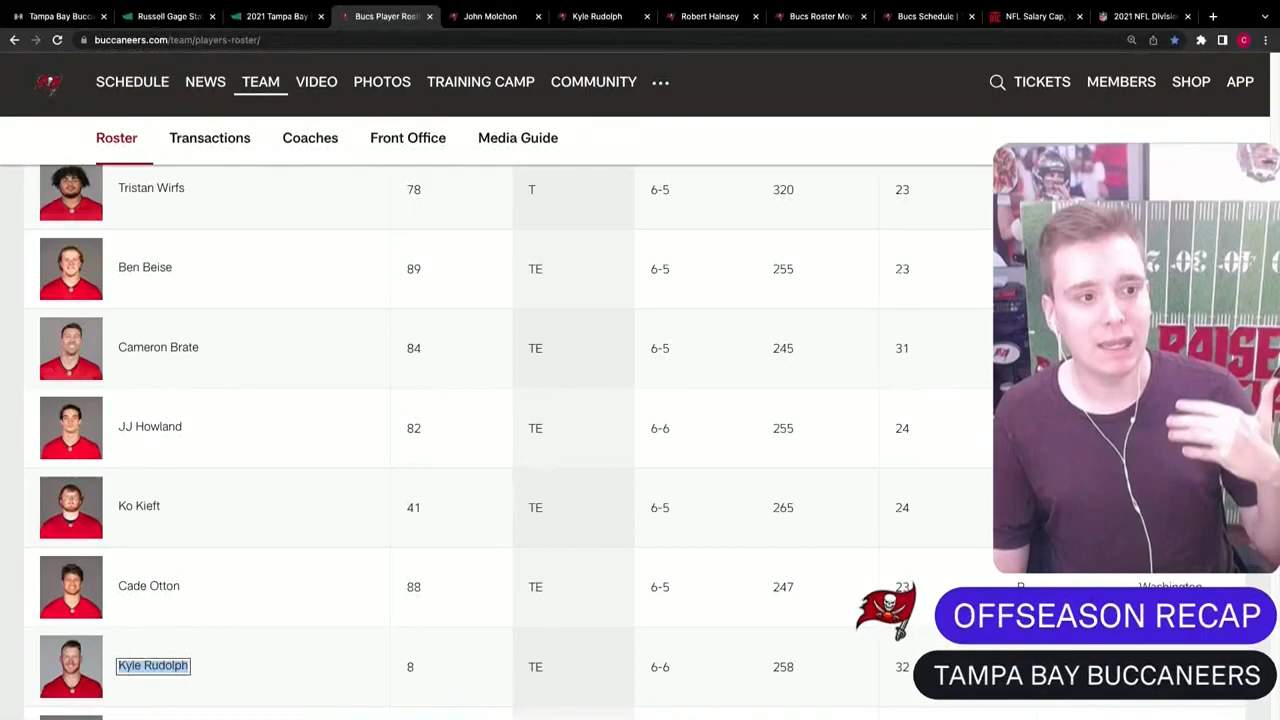 Tampa Bay Bucc
Russell Gage Sta
2021 Tampa Bay
Bucs Player Rost
John Molchon
Kyle Rudolph
Robert Hainsey
Bucs Roster Mov
Bucs Schedule |
NFL Salary Cap,
2021 NFL Divisi
buccaneers.com/team/players-roster/
SCHEDULE NEWS TEAM VIDEO PHOTOS TRAINING CAMP COMMUNITY ... TICKETS MEMBERS SHOP APP
Roster Transactions Coaches Front Office Media Guide
Tristan Wirfs 78 T 6-5 320 23
Ben Beise 89 TE 6-5 255 23
Cameron Brate 84 TE 6-5 245 31
JJ Howland 82 TE 6-6 255 24
Ko Kieft 41 TE 6-5 265 24
Cade Otton 88 TE 6-5 247 23 R Washington
Kyle Rudolph 8 TE 6-6 258 32
RAISE
OFFSEASON RECAP
TAMPA BAY BUCCANEERS